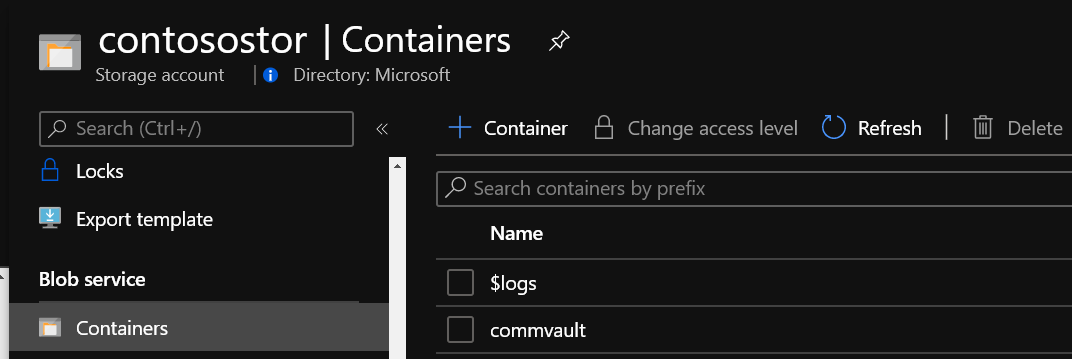 contosostor | Containers
Storage account | Directory: Microsoft
Search (Ctrl+/)
Locks
Export template
Blob service
Containers
Container Change access level Refresh Delete
Search containers by prefix
Name
$logs
commvault